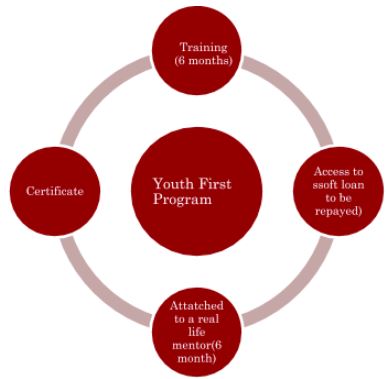 Training
(6 months)
Access to
ssoft loan
to be
repayed)
Youth First
Program
Certificate
Attatched
to a real
life
mentor(6
month)